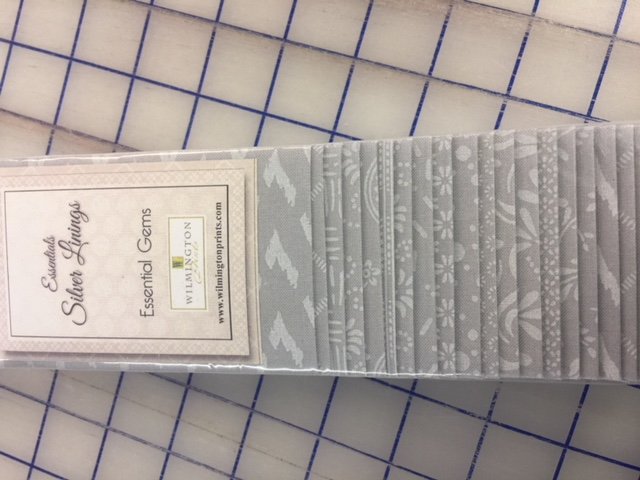 Essentials
Silver Linings
Essential Gems
WILMINGTON
Prints
www.wilmingtonprints.com